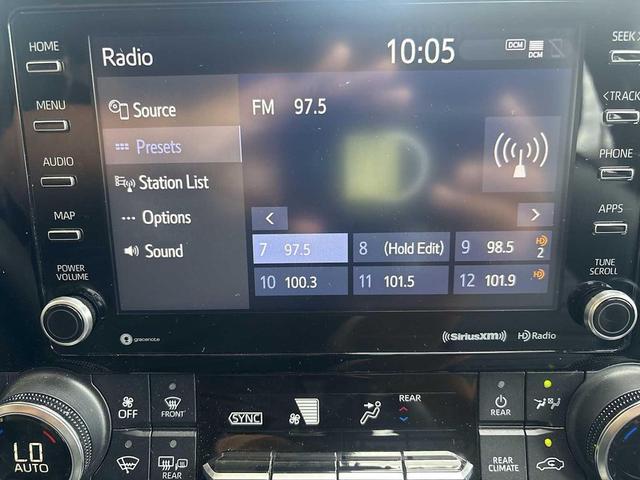 HOME
MENU
AUDIO
MAP
POWER
VOLUME
Radio
10:05
DCM
DCM
Source
Presets
Station List
Options
Sound
FM 97.5
7 97.5
8 (Hold Edit)
9 98.5 HD 2
10 100.3
11 101.5
12 101.9 HD
gracenote
((SiriusXM))
HD Radio
SEEK >
< TRACK
PHONE
APPS
TUNE
SCROLL
OFF
FRONT
SYNC
REAR
REAR
LO
AUTO
REAR
REAR
CLIMATE